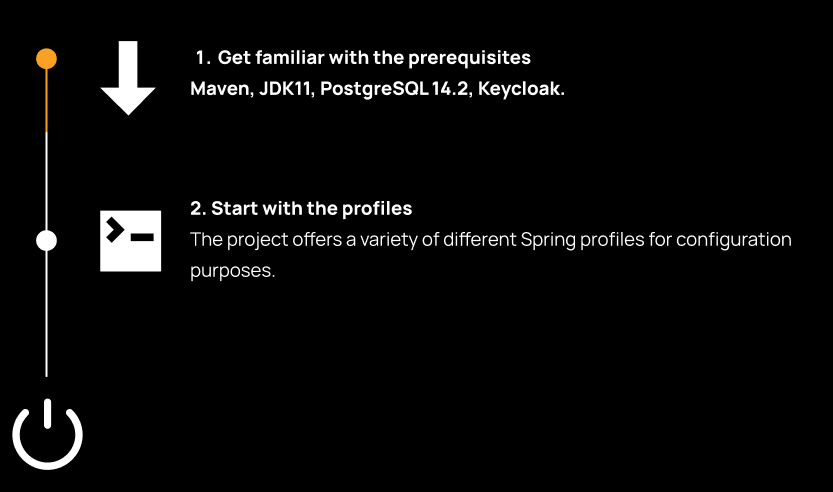 1. Get familiar with the prerequisites
Maven, JDK11, PostgreSQL 14.2, Keycloak.
2. Start with the profiles
The project offers a variety of different Spring profiles for configuration
purposes.